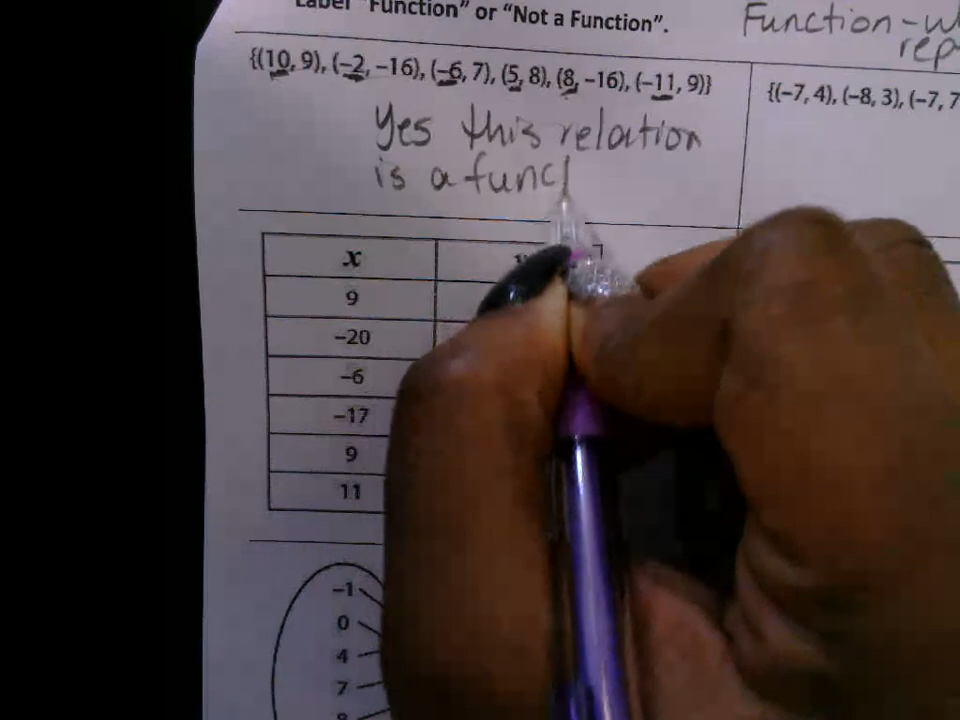 Label "Function" or "Not a Function".
Function-
rep
{(10, 9), (−2, −16), (−6, 7), (5, 8), (8, −16), (−11, 9)}
{(−7, 4), (−8, 3), (−7, 7
Yes this relation
is a func
x
9
−20
−6
−17
9
11
−1
0
4
7